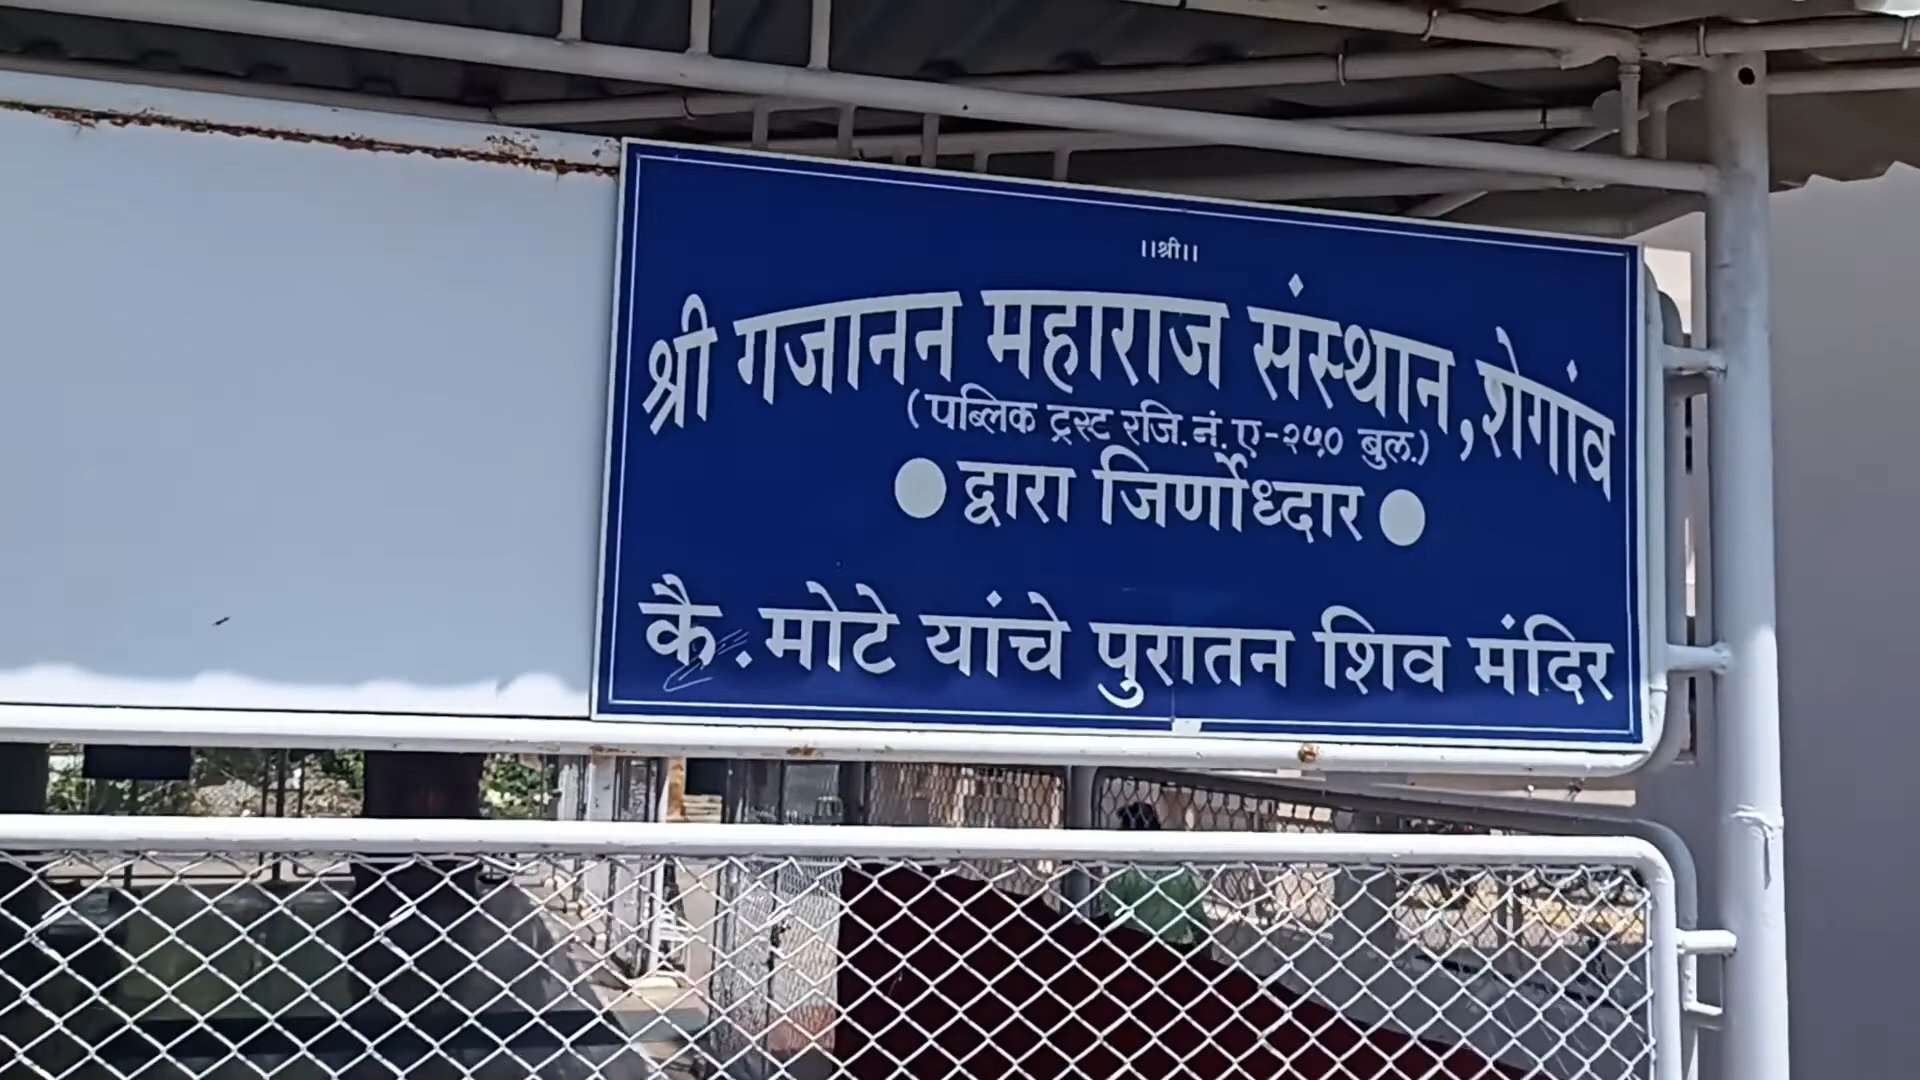 ।।श्री।।
श्री गजानन महाराज संस्थान, शेगांव
(पब्लिक ट्रस्ट रजि. नं. ए-२५० बुल.)
● द्वारा जिर्णोध्दार ●
कै. मोटे यांचे पुरातन शिव मंदिर